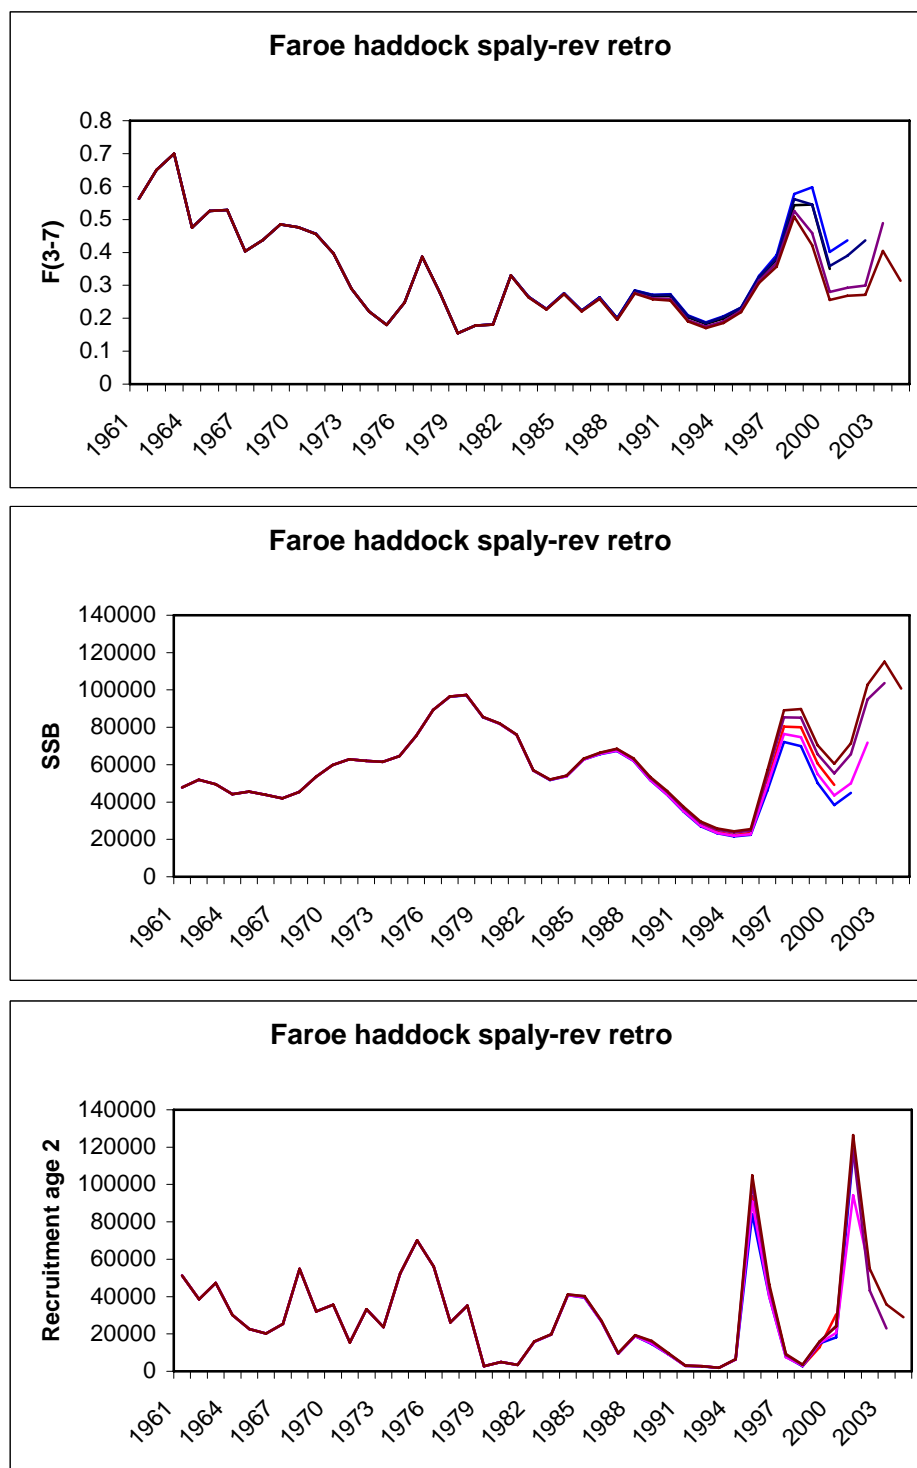 Faroe haddock spaly-rev retro
F(3-7)
0.8
0.7
0.6
0.5
0.4
0.3
0.2
0.1
0
1961 1964 1967 1970 1973 1976 1979 1982 1985 1988 1991 1994 1997 2000 2003
Faroe haddock spaly-rev retro
SSB
140000
120000
100000
80000
60000
40000
20000
0
1961 1964 1967 1970 1973 1976 1979 1982 1985 1988 1991 1994 1997 2000 2003
Faroe haddock spaly-rev retro
Recruitment age 2
140000
120000
100000
80000
60000
40000
20000
0
1961 1964 1967 1970 1973 1976 1979 1982 1985 1988 1991 1994 1997 2000 2003